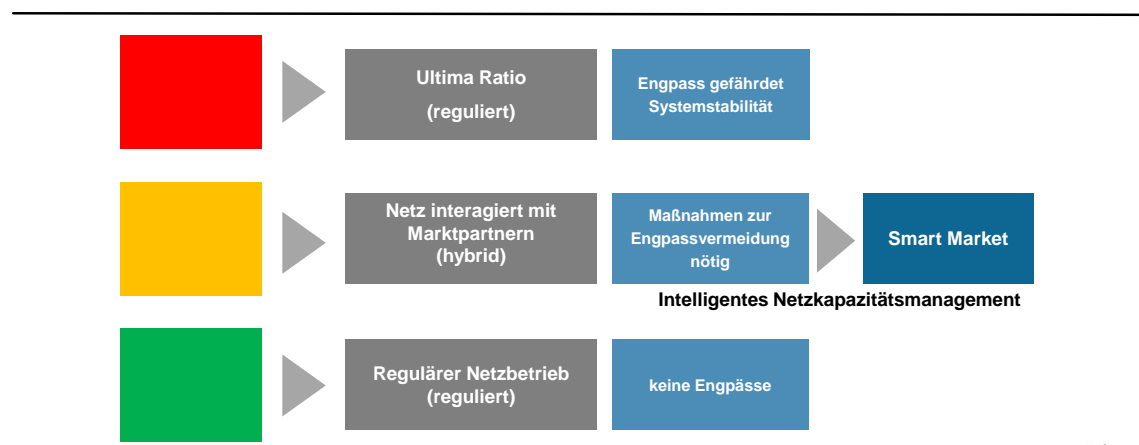 Ultima Ratio
(reguliert)
Engpass gefährdet
Systemstabilität
Netz interagiert mit
Marktpartnern
(hybrid)
Maßnahmen zur
Engpassvermeidung
nötig
Smart Market
Intelligentes Netzkapazitätsmanagement
Regulärer Netzbetrieb
(reguliert)
keine Engpässe